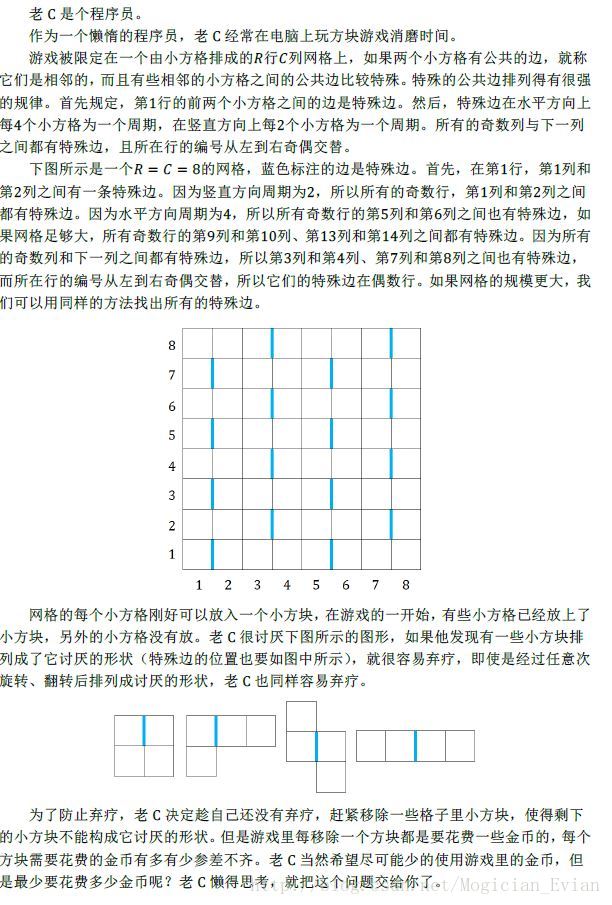 老 C 是个程序员。
作为一个懒惰的程序员，老 C 经常在电脑上玩方块游戏消磨时间。
游戏被限定在一个由小方格排成的R行C列网格上，如果两个小方格有公共的边，就称
它们是相邻的，而且有些相邻的小方格之间的公共边比较特殊。特殊的公共边排列得有很强
的规律。首先规定，第1行的前两个小方格之间的边是特殊边。然后，特殊边在水平方向上
每4个小方格为一个周期，在竖直方向上每2个小方格为一个周期。所有的奇数列与下一列
之间都有特殊边，且所在行的编号从左到右奇偶交替。
下图所示是一个R = C = 8的网格，蓝色标注的边是特殊边。首先，在第1行，第1列和
第2列之间有一条特殊边。因为竖直方向周期为2，所以所有的奇数行，第1列和第2列之间
都有特殊边。因为水平方向周期为4，所以所有奇数行的第5列和第6列之间也有特殊边，如
果网格足够大，所有奇数行的第9列和第10列、第13列和第14列之间都有特殊边。因为所有
的奇数列和下一列之间都有特殊边，所以第3列和第4列、第7列和第8列之间也有特殊边，
而所在行的编号从左到右奇偶交替，所以它们的特殊边在偶数行。如果网格的规模更大，我
们可以用同样的方法找出所有的特殊边。
8
7
6
5
4
3
2
1
1 2 3 4 5 6 7 8
网格的每个小方格刚好可以放入一个小方块，在游戏的一开始，有些小方格已经放上了
小方块，另外的小方格没有放。老 C 很讨厌下图所示的图形，如果他发现有一些小方块排
列成了它讨厌的形状（特殊边的位置也要如图中所示），就很容易弃疗，即使是经过任意次
旋转、翻转后排列成讨厌的形状，老 C 也同样容易弃疗。
为了防止弃疗，老 C 决定趁自己还没有弃疗，赶紧移除一些格子里小方块，使得剩下
的小方块不能构成它讨厌的形状。但是游戏里每移除一个方块都是要花费一些金币的，每个
方块需要花费的金币有多有少参差不齐。老 C 当然希望尽可能少的使用游戏里的金币，但
是最少要花费多少金币呢？老 C 懒得思考，就把这个问题交给你了。
http://blog.csdn.net/Mogician_Evian